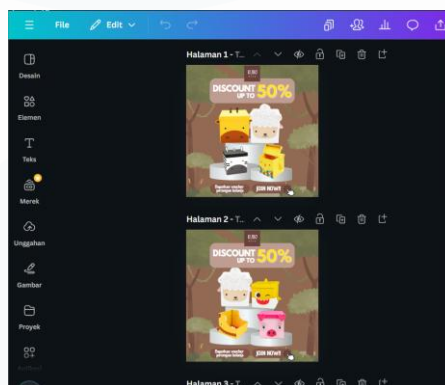 File
Edit
Desain
Elemen
Teks
Merek
Unggahan
Gambar
Proyek
Halaman 1 - T...
DISCOUNT
UP TO 50%
JOIN NOW!!
Halaman 2 - T...
DISCOUNT
UP TO 50%
JOIN NOW!!
Halaman 3 - T